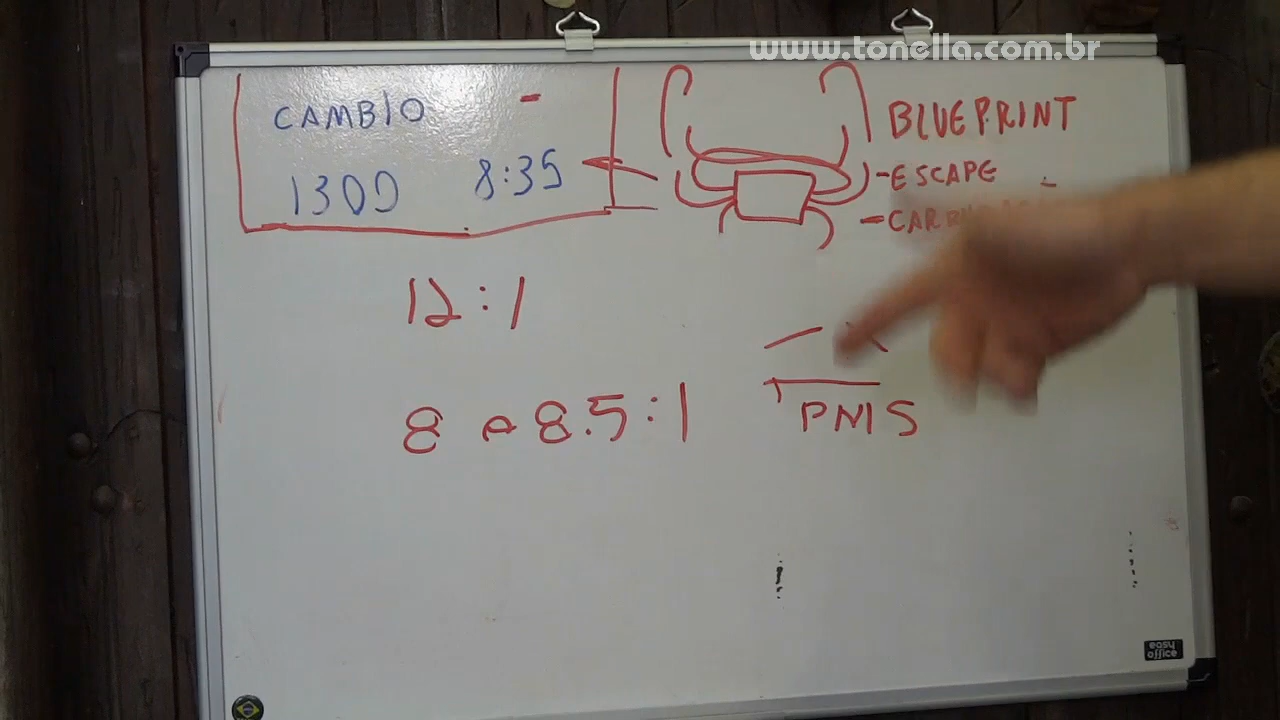 www.tonella.com.br
CAMBIO -
1300 8:35
BLUEPRINT
-ESCAPE
12:1
8 a 8.5:1
PMS
easy office